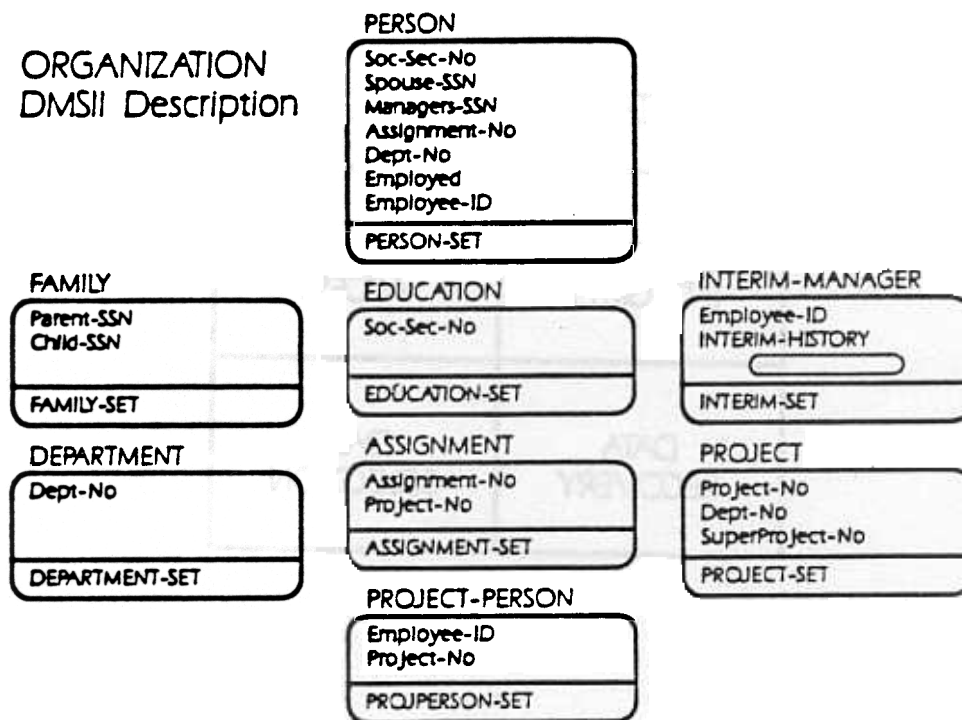 ORGANIZATION
DMSII Description
PERSON
Soc-Sec-No
Spouse-SSN
Managers-SSN
Assignment-No
Dept-No
Employed
Employee-ID
PERSON-SET
FAMILY
Parent-SSN
Child-SSN
FAMILY-SET
EDUCATION
Soc-Sec-No
EDUCATION-SET
INTERIM-MANAGER
Employee-ID
INTERIM-HISTORY
INTERIM-SET
DEPARTMENT
Dept-No
DEPARTMENT-SET
ASSIGNMENT
Assignment-No
Project-No
ASSIGNMENT-SET
PROJECT
Project-No
Dept-No
SuperProject-No
PROJECT-SET
PROJECT-PERSON
Employee-ID
Project-No
PROJPERSON-SET